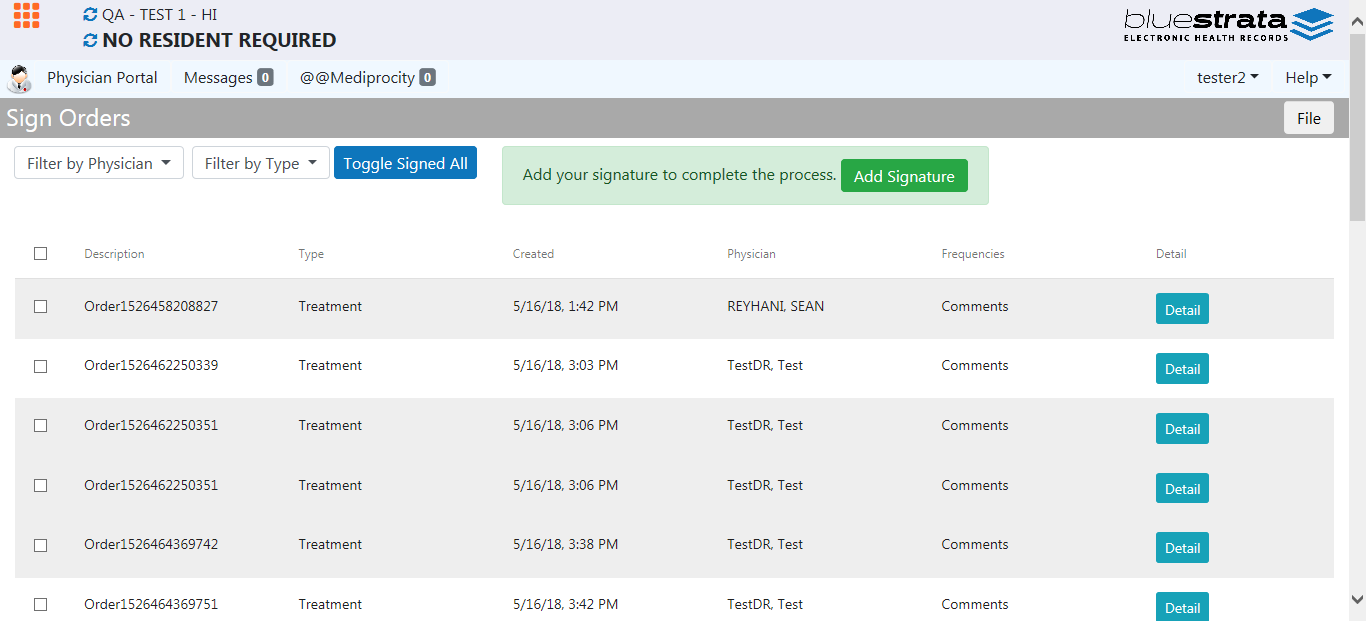 QA - TEST 1 - HI
NO RESIDENT REQUIRED
bluestrata
ELECTRONIC HEALTH RECORDS
Physician Portal Messages 0 @@Mediprocity 0 tester2 Help
Sign Orders File
Filter by Physician Filter by Type Toggle Signed All Add your signature to complete the process. Add Signature
Description Type Created Physician Frequencies Detail
Order1526458208827 Treatment 5/16/18, 1:42 PM REYHANI, SEAN Comments Detail
Order1526462250339 Treatment 5/16/18, 3:03 PM TestDR, Test Comments Detail
Order1526462250351 Treatment 5/16/18, 3:06 PM TestDR, Test Comments Detail
Order1526462250351 Treatment 5/16/18, 3:06 PM TestDR, Test Comments Detail
Order1526464369742 Treatment 5/16/18, 3:38 PM TestDR, Test Comments Detail
Order1526464369751 Treatment 5/16/18, 3:42 PM TestDR, Test Comments Detail